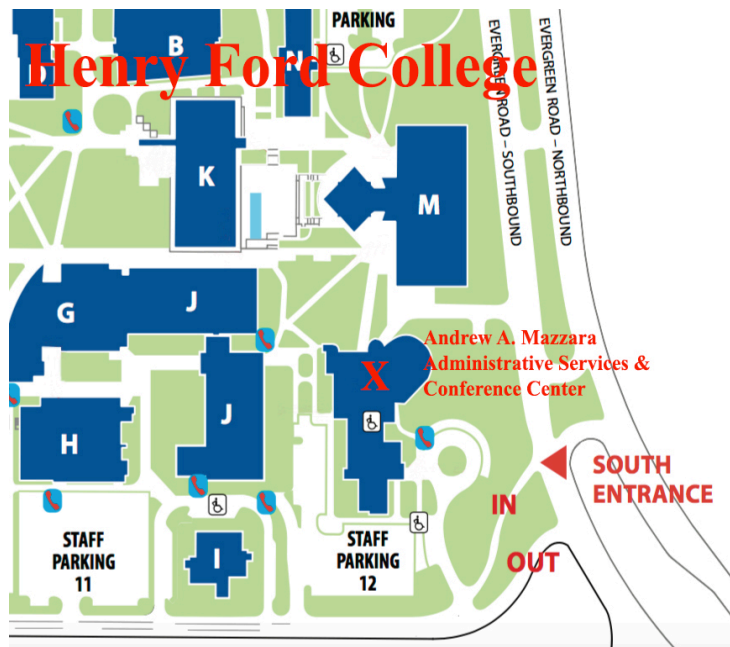 PARKING
B
N
D
Henry Ford College
EVERGREEN ROAD – SOUTHBOUND
EVERGREEN ROAD – NORTHBOUND
K
M
G
J
Andrew A. Mazzara
Administrative Services &
Conference Center
X
J
H
SOUTH
ENTRANCE
IN
OUT
STAFF
PARKING
11
I
STAFF
PARKING
12